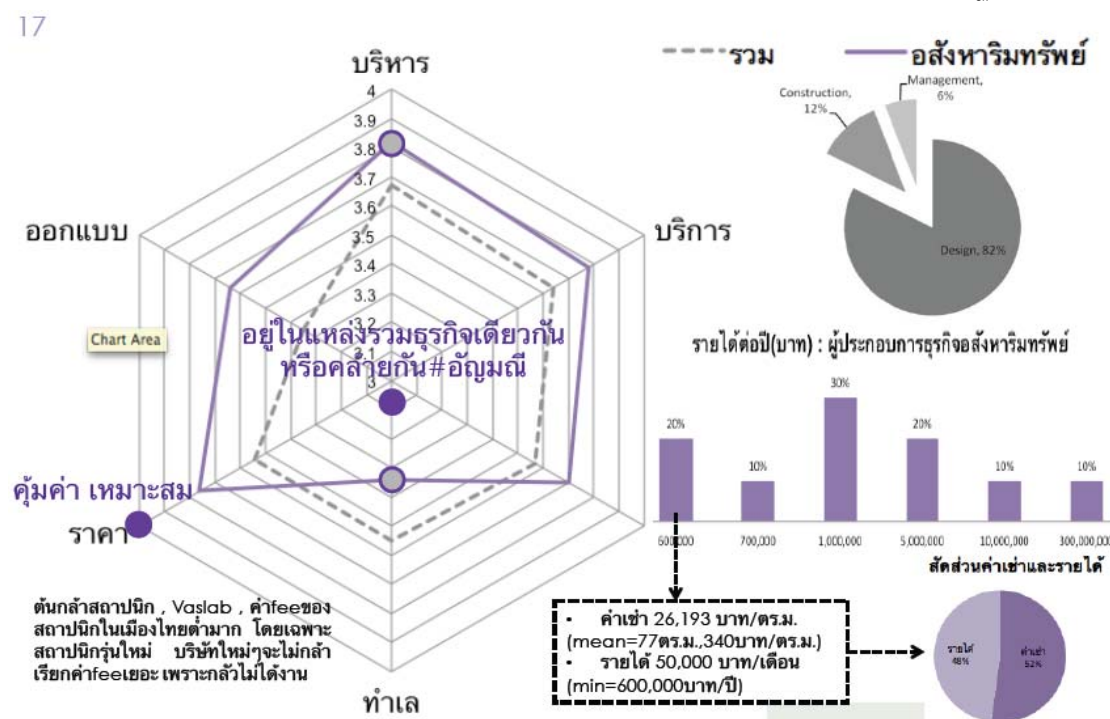 17
บริหาร
รวม
อสังหาริมทรัพย์
4
3.9
3.8
3.7
3.6
3.5
3.4
3.3
3.2
3.1
3
ออกแบบ
บริการ
Chart Area
อยู่ในแหล่งรวมธุรกิจเดียวกัน
หรือคล้ายกัน#อัญมณี
คุ้มค่า เหมาะสม
ราคา
ทำเล
ต้นกล้าสถาปนิก , Vaslab , ค่าfeeของ
สถาปนิกในเมืองไทยต่ำมาก โดยเฉพาะ
สถาปนิกรุ่นใหม่ บริษัทใหม่ๆจะไม่กล้า
เรียกค่าfeeเยอะ เพราะกลัวไม่ได้งาน
Management,
6%
Construction,
12%
Design, 82%
รายได้ต่อปี(บาท) : ผู้ประกอบการธุรกิจอสังหาริมทรัพย์
20%
10%
30%
20%
10%
10%
600,000
700,000
1,000,000
5,000,000
10,000,000
300,000,000
สัดส่วนค่าเช่าและรายได้
• ค่าเช่า 26,193 บาท/ตร.ม.
(mean=77ตร.ม.,340บาท/ตร.ม.)
• รายได้ 50,000 บาท/เดือน
(min=600,000บาท/ปี)
รายได้
48%
ค่าเช่า
52%